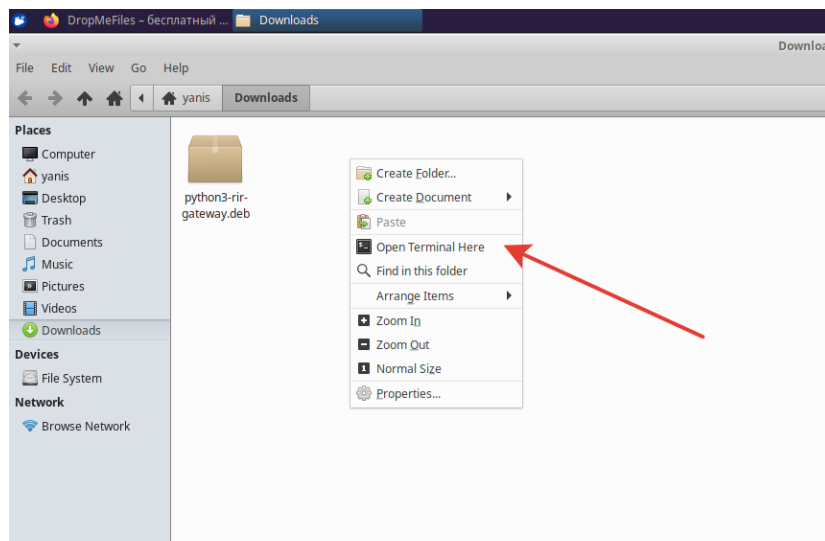 DropMeFiles – бесплатный ...
Downloads
Downloa
File Edit View Go Help
yanis Downloads
Places
Computer
yanis
Desktop
Trash
Documents
Music
Pictures
Videos
Downloads
Devices
File System
Network
Browse Network
python3-rir-
gateway.deb
Create Folder...
Create Document
Paste
Open Terminal Here
Find in this folder
Arrange Items
Zoom In
Zoom Out
Normal Size
Properties...